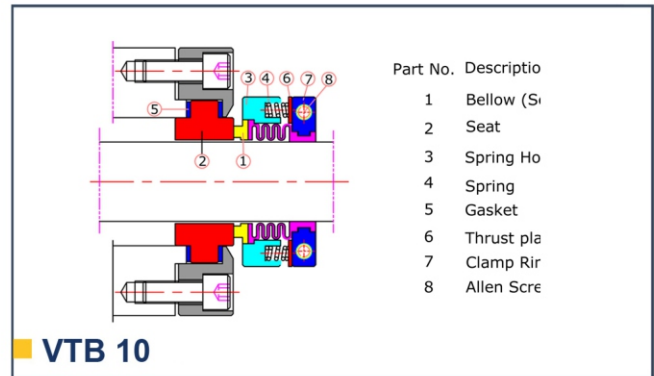 3 4 6 7 8
5
2 1
Part No. Descriptio
1 Bellow (S
2 Seat
3 Spring Ho
4 Spring
5 Gasket
6 Thrust pla
7 Clamp Rin
8 Allen Scre
VTB 10